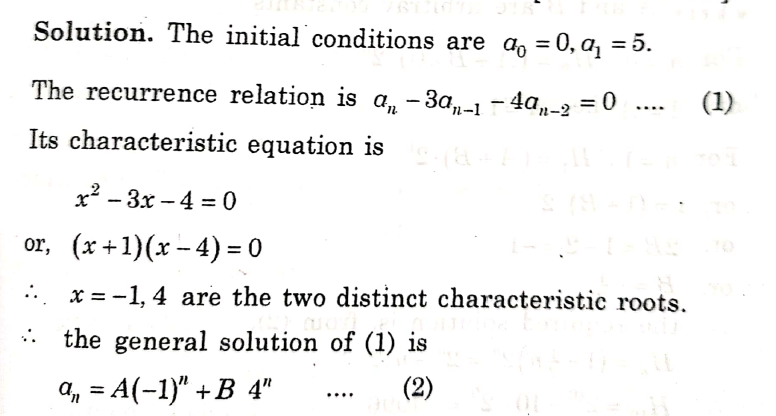 Solution. The initial conditions are a₀ = 0, a₁ = 5.
The recurrence relation is aₙ − 3aₙ₋₁ − 4aₙ₋₂ = 0 .... (1)
Its characteristic equation is
x² − 3x − 4 = 0
or, (x + 1)(x − 4) = 0
∴ x = −1, 4 are the two distinct characteristic roots.
∴ the general solution of (1) is
aₙ = A(−1)ⁿ + B 4ⁿ .... (2)